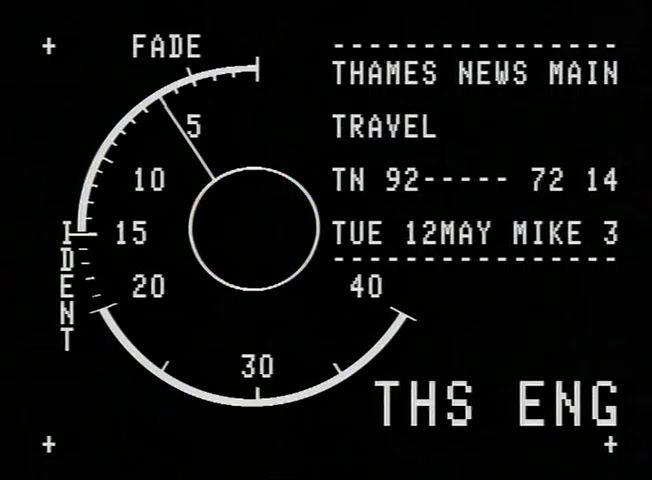 FADE
----------------
THAMES NEWS MAIN
TRAVEL
TN 92----- 72 14
TUE 12MAY MIKE 3
----------------
5
10
15
20
30
40
IDENT
THS ENG